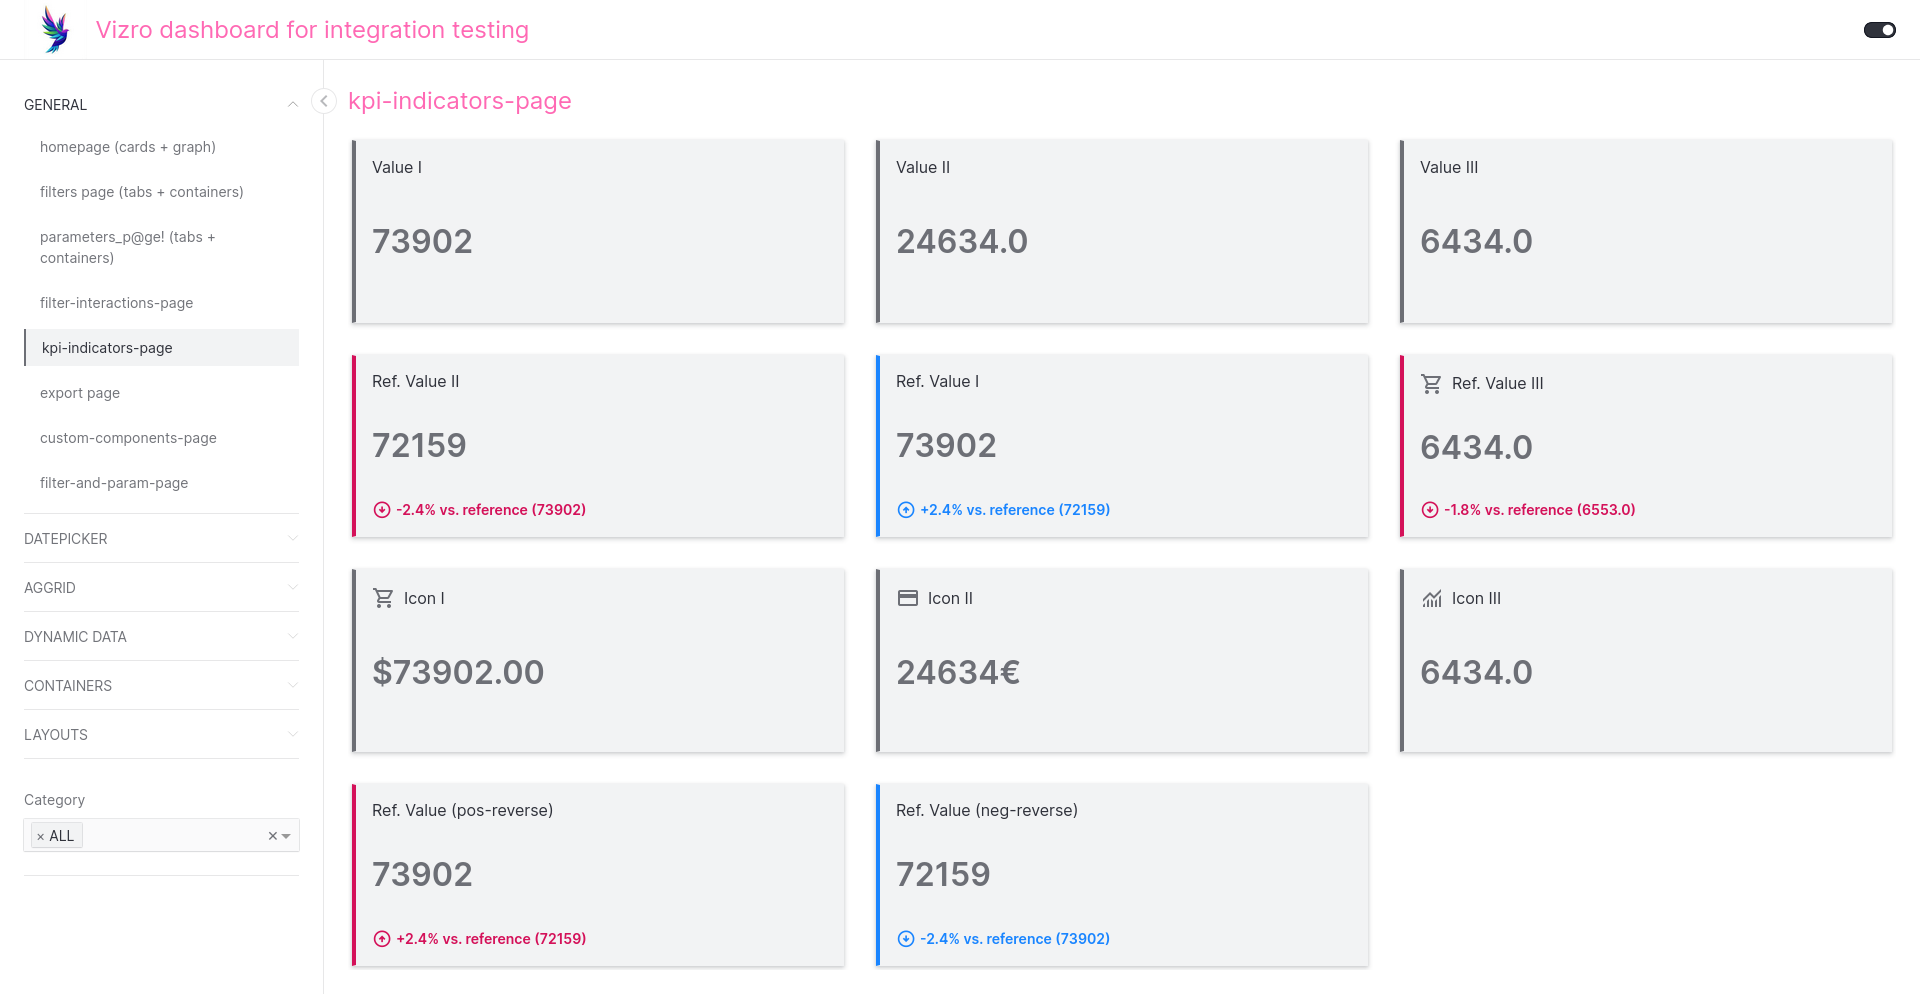 Vizro dashboard for integration testing
GENERAL
homepage (cards + graph)
filters page (tabs + containers)
parameters_p@ge! (tabs +
containers)
filter-interactions-page
kpi-indicators-page
export page
custom-components-page
filter-and-param-page
DATEPICKER
AGGRID
DYNAMIC DATA
CONTAINERS
LAYOUTS
Category
× ALL
kpi-indicators-page
Value I
73902
Value II
24634.0
Value III
6434.0
Ref. Value II
72159
-2.4% vs. reference (73902)
Ref. Value I
73902
+2.4% vs. reference (72159)
Ref. Value III
6434.0
-1.8% vs. reference (6553.0)
Icon I
$73902.00
Icon II
24634€
Icon III
6434.0
Ref. Value (pos-reverse)
73902
+2.4% vs. reference (72159)
Ref. Value (neg-reverse)
72159
-2.4% vs. reference (73902)